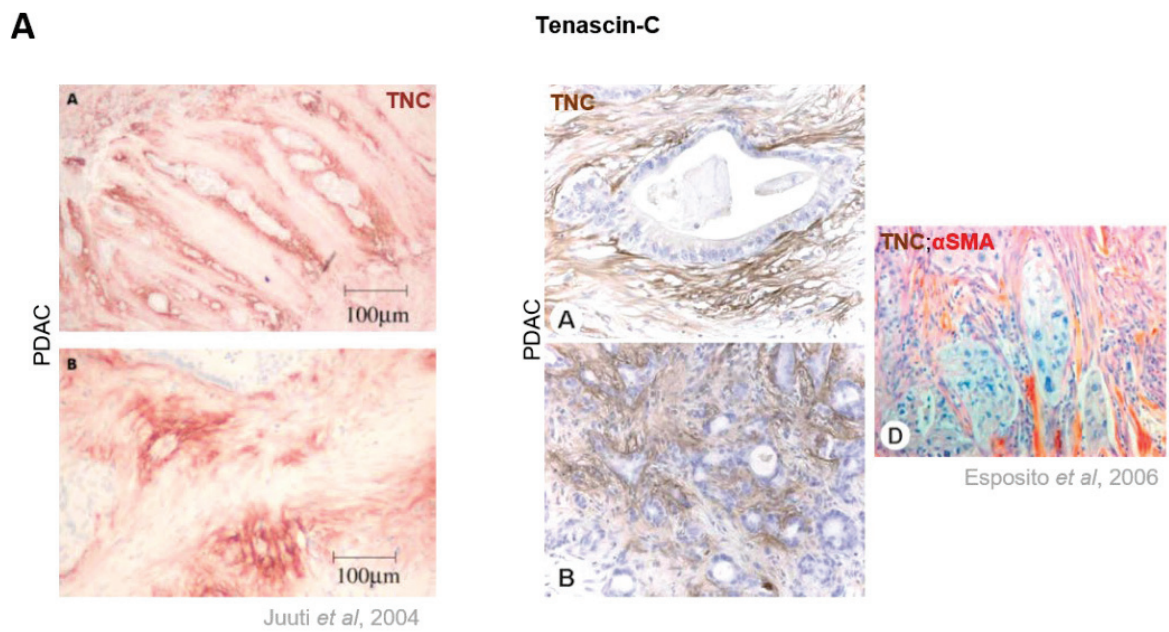 A
Tenascin-C
A
TNC
100μm
PDAC
B
100μm
Juuti et al, 2004
TNC
A
PDAC
B
TNC;αSMA
D
Esposito et al, 2006